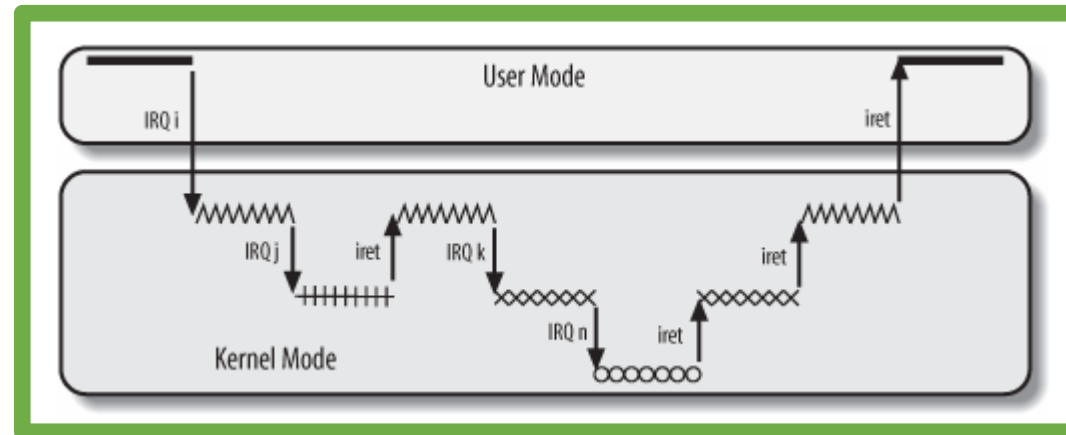 User Mode
IRQ i
iret
IRQ j
iret
IRQ k
iret
IRQ n
iret
Kernel Mode